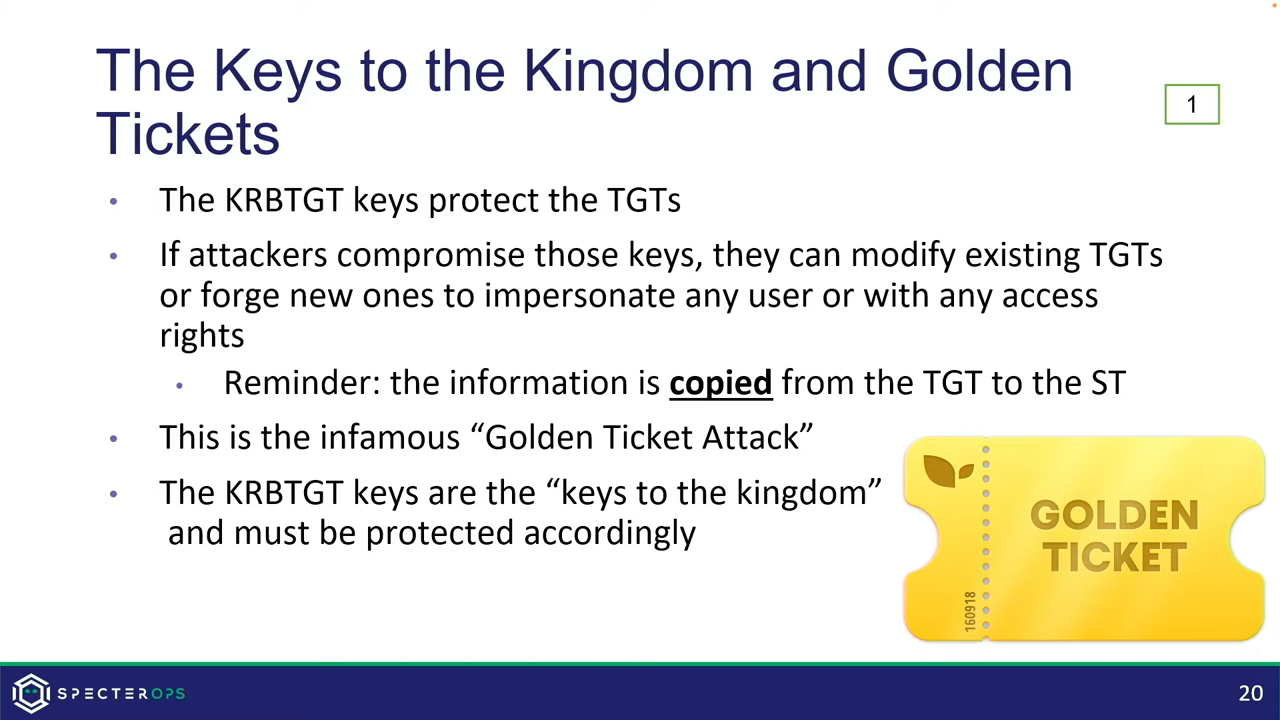 The Keys to the Kingdom and Golden
Tickets
1
• The KRBTGT keys protect the TGTs
• If attackers compromise those keys, they can modify existing TGTs
or forge new ones to impersonate any user or with any access
rights
• Reminder: the information is copied from the TGT to the ST
• This is the infamous “Golden Ticket Attack”
• The KRBTGT keys are the “keys to the kingdom”
and must be protected accordingly
GOLDEN
TICKET
160918
SPECTEROPS
20